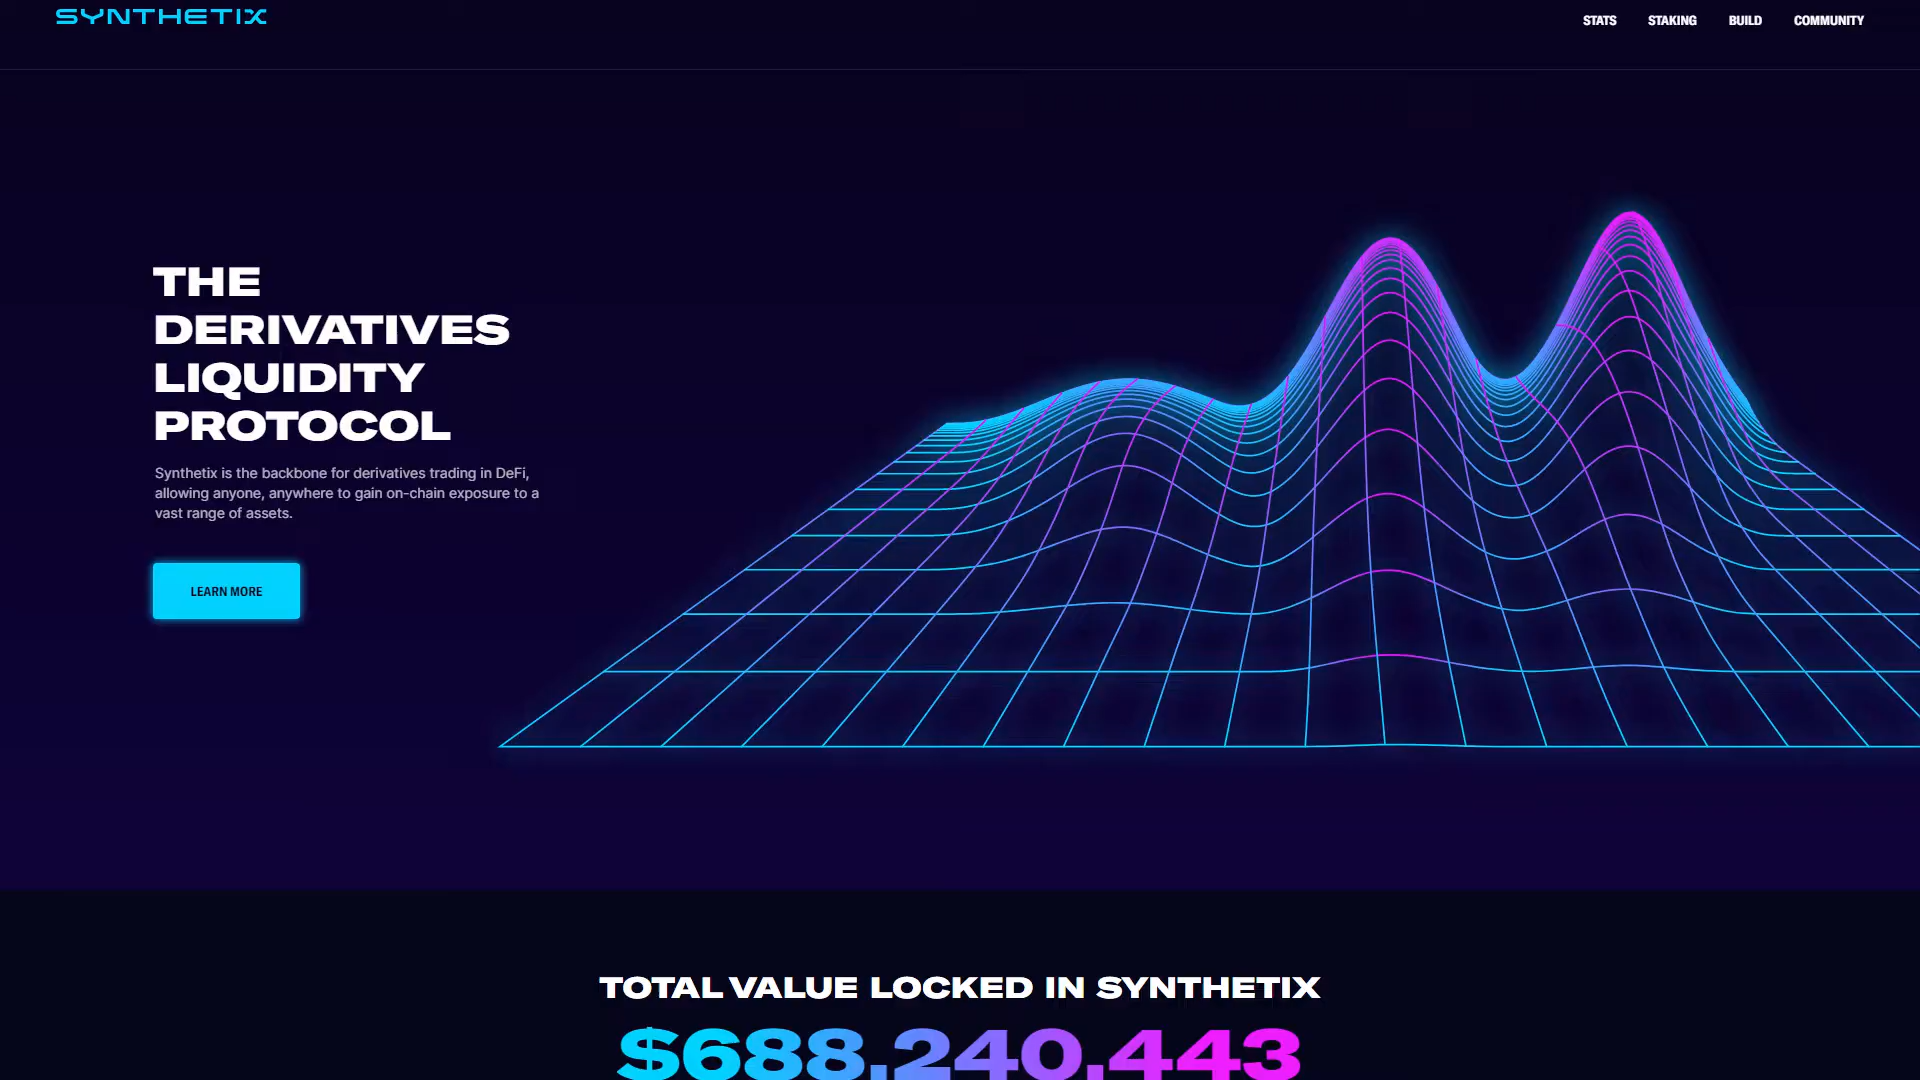 SYNTHETIX
STATS STAKING BUILD COMMUNITY
THE
DERIVATIVES
LIQUIDITY
PROTOCOL
Synthetix is the backbone for derivatives trading in DeFi,
allowing anyone, anywhere to gain on-chain exposure to a
vast range of assets.
LEARN MORE
TOTAL VALUE LOCKED IN SYNTHETIX
$688,240,443